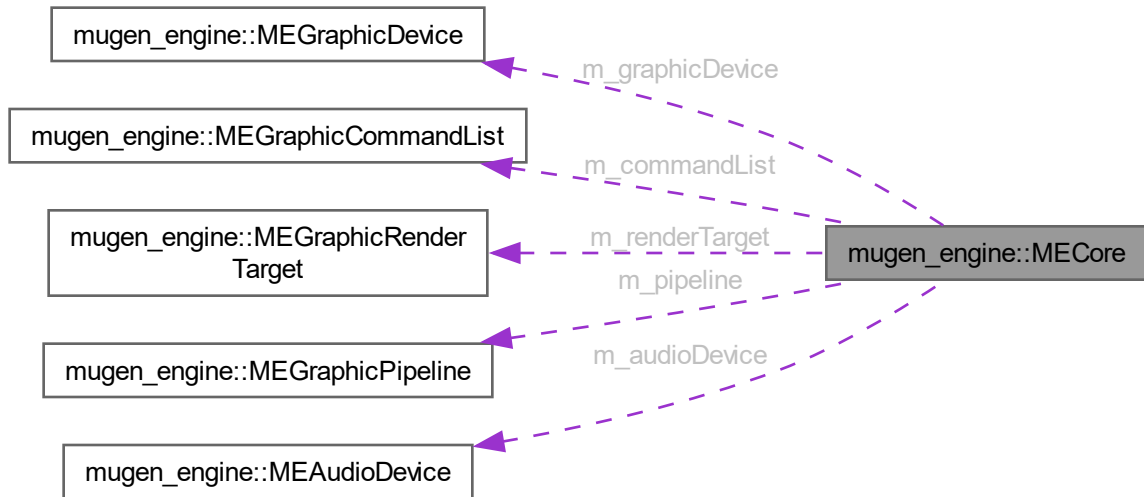 mugen_engine::MEGraphicDevice
m_graphicDevice
mugen_engine::MEGraphicCommandList
m_commandList
mugen_engine::MEGraphicRender
Target
m_renderTarget
mugen_engine::MECore
m_pipeline
mugen_engine::MEGraphicPipeline
m_audioDevice
mugen_engine::MEAudioDevice